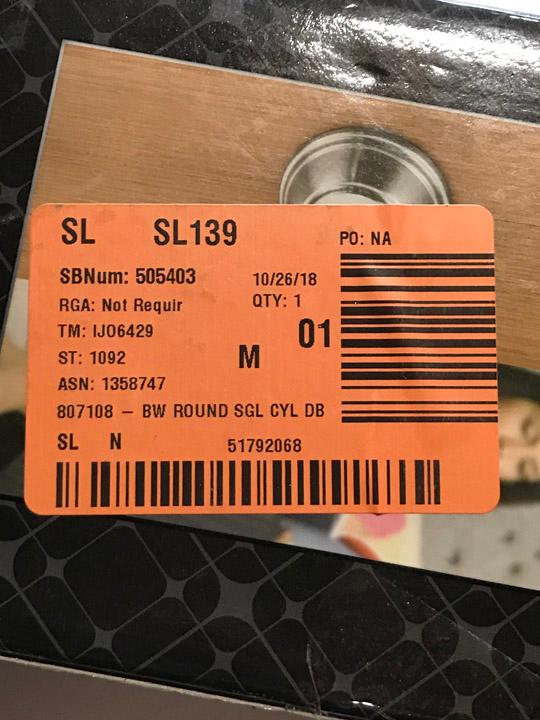 SL SL139
PO: NA
SBNum: 505403
10/26/18
RGA: Not Requir
QTY: 1
TM: IJO6429
01
ST: 1092
M
ASN: 1358747
807108 – BW ROUND SGL CYL DB
SL N
51792068